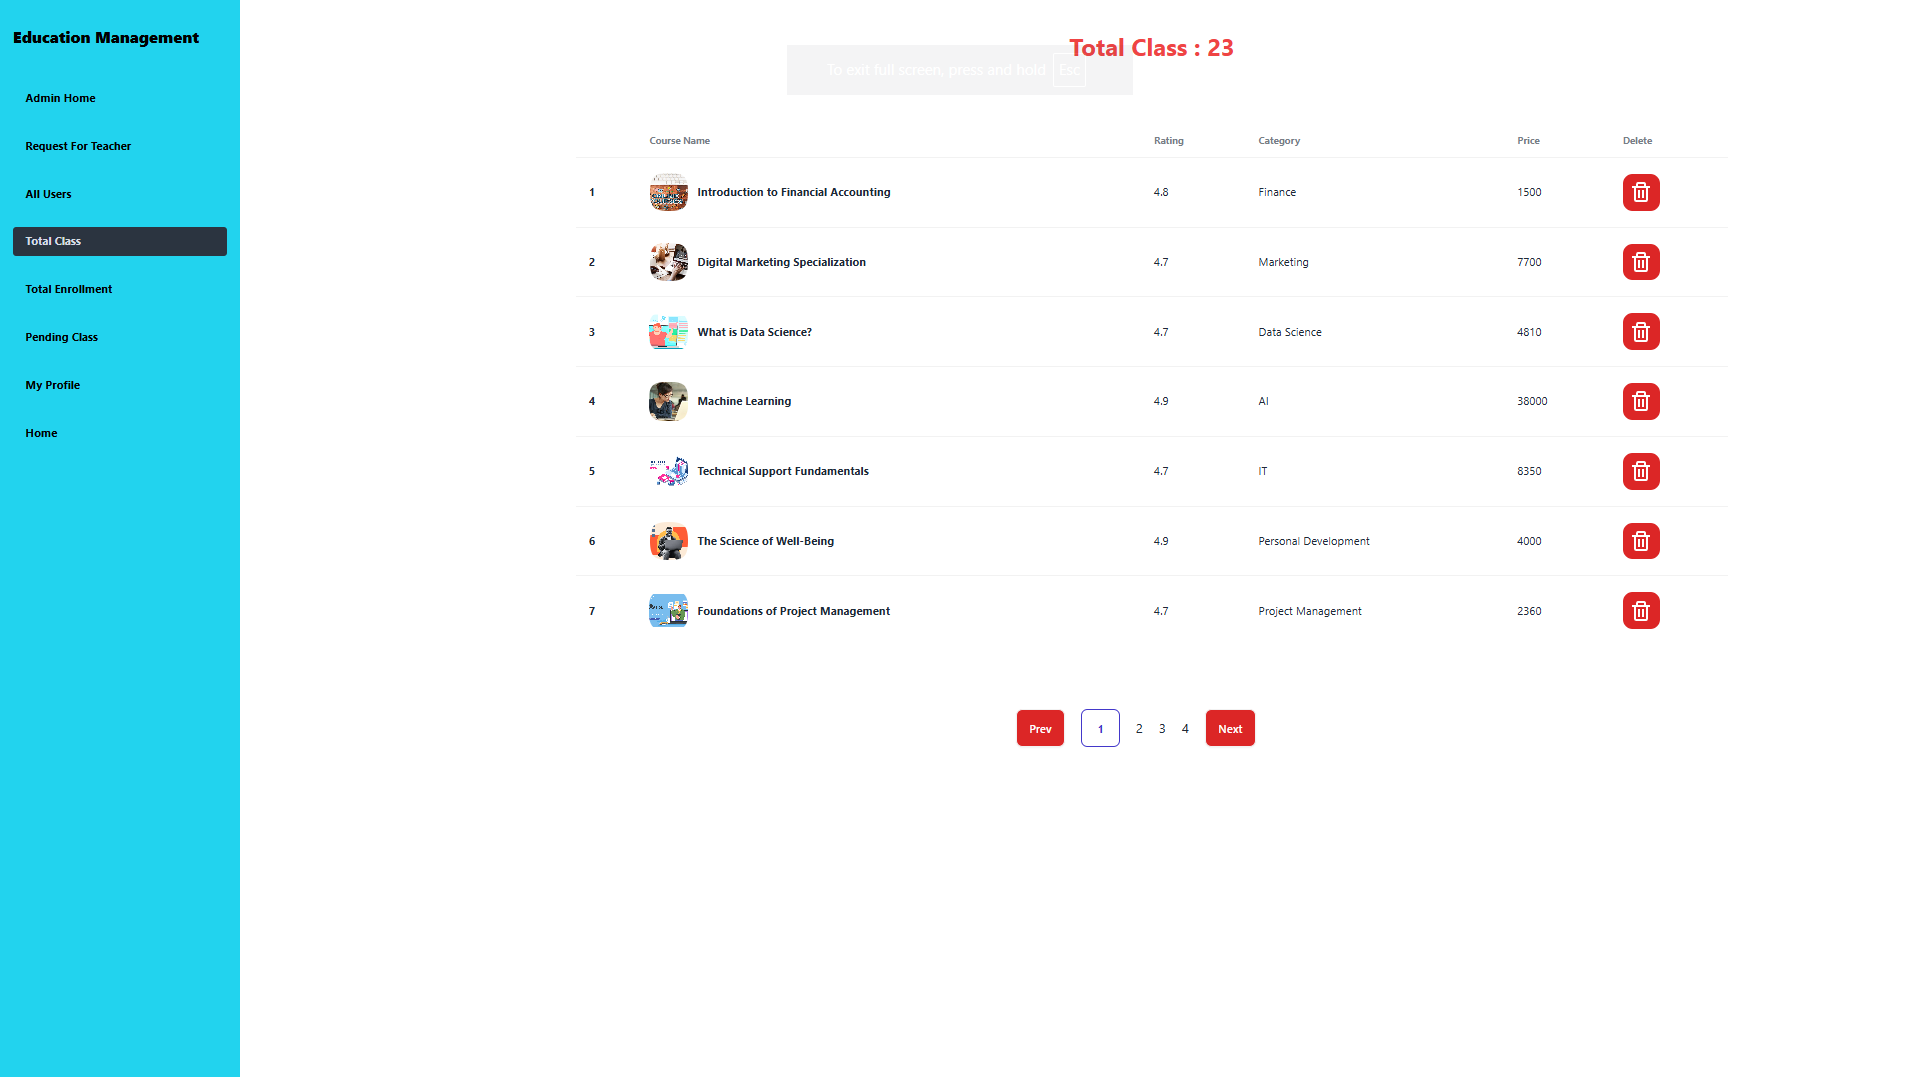 Education Management
Admin Home
Request For Teacher
All Users
Total Class
Total Enrollment
Pending Class
My Profile
Home
Total Class : 23
To exit full screen, press and hold Esc
Course Name Rating Category Price Delete
1 Introduction to Financial Accounting 4.8 Finance 1500
2 Digital Marketing Specialization 4.7 Marketing 7700
3 What is Data Science? 4.7 Data Science 4810
4 Machine Learning 4.9 AI 38000
5 Technical Support Fundamentals 4.7 IT 8350
6 The Science of Well-Being 4.9 Personal Development 4000
7 Foundations of Project Management 4.7 Project Management 2360
Prev 1 2 3 4 Next